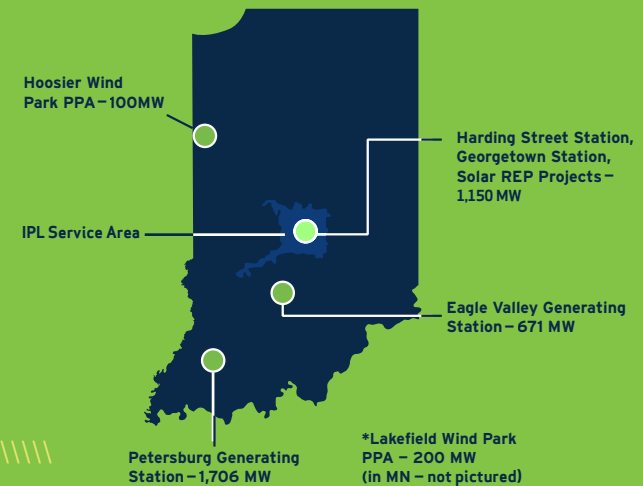 Hoosier Wind
Park PPA – 100MW
Harding Street Station,
Georgetown Station,
Solar REP Projects –
1,150 MW
IPL Service Area
Eagle Valley Generating
Station – 671 MW
Petersburg Generating
Station – 1,706 MW
*Lakefield Wind Park
PPA – 200 MW
(in MN – not pictured)